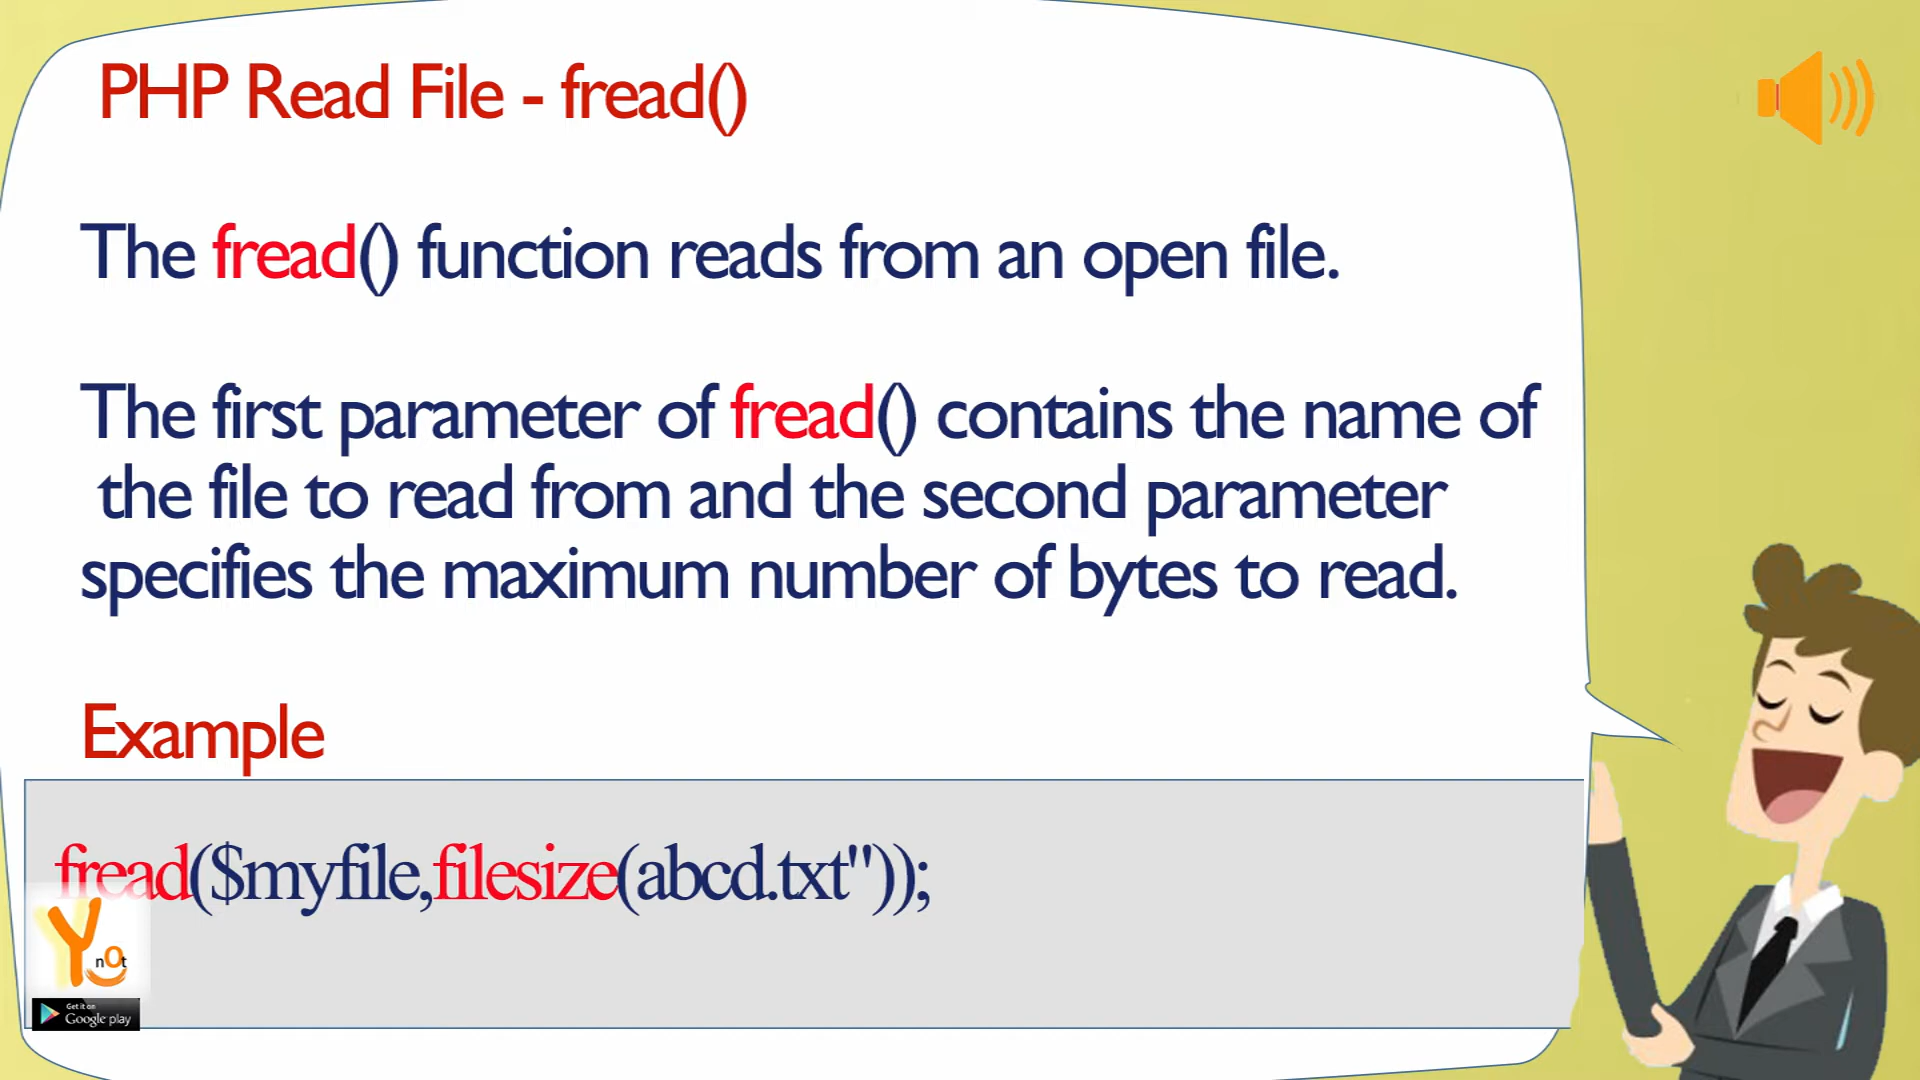 PHP Read File - fread()
The fread() function reads from an open file.
The first parameter of fread() contains the name of
the file to read from and the second parameter
specifies the maximum number of bytes to read.
Example
fread($myfile,filesize(abcd.txt"));
Y nOt
Get it on
Google play